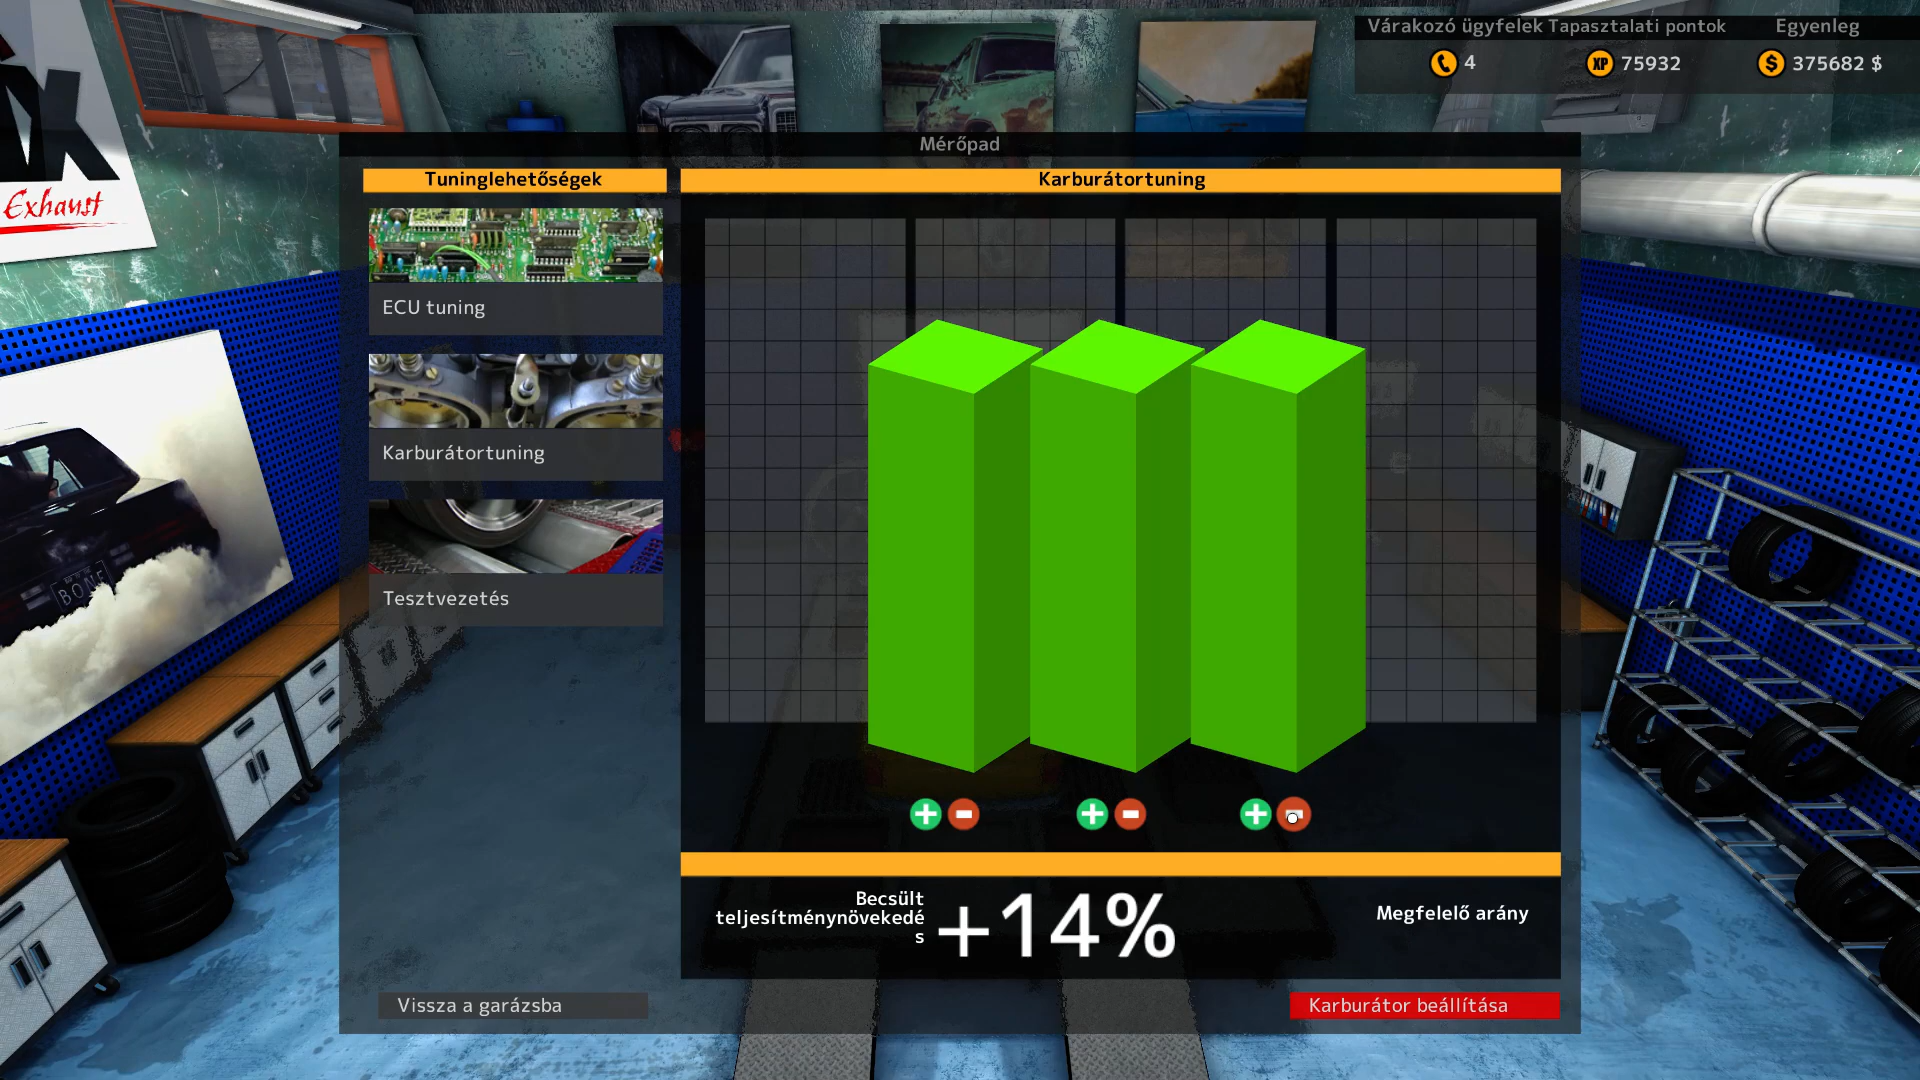 Várakozó ügyfelek Tapasztalati pontok Egyenleg
4 XP 75932 $ 375682 $
Mérőpad
Tuninglehetőségek
Karburátortuning
Exhaust
ECU tuning
Karburátortuning
BONE
Tesztvezetés
Becsült
teljesítménynövekedé
s
+14%
Megfelelő arány
Vissza a garázsba
Karburátor beállítása